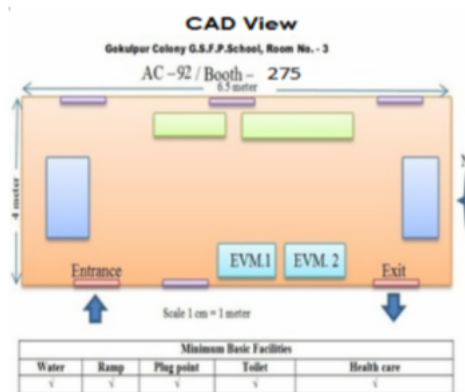 CAD View
Gokulpur Colony G.S.F.P.School, Room No. - 3
AC – 92 / Booth – 275
6.5 meter
4 meter
EVM.1
EVM. 2
Entrance
Exit
Scale 1 cm = 1 meter
Minimum Basic Facilities
Water Ramp Plug point Toilet Health care
√ √ √ √